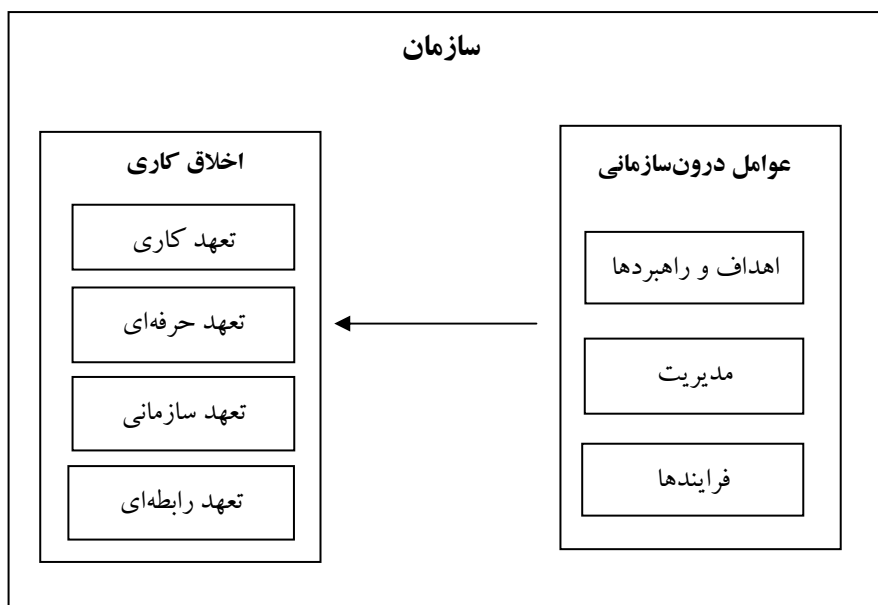 سازمان
عوامل درون‌سازمانی
اهداف و راهبردها
مدیریت
فرایندها
اخلاق کاری
تعهد کاری
تعهد حرفه‌ای
تعهد سازمانی
تعهد رابطه‌ای